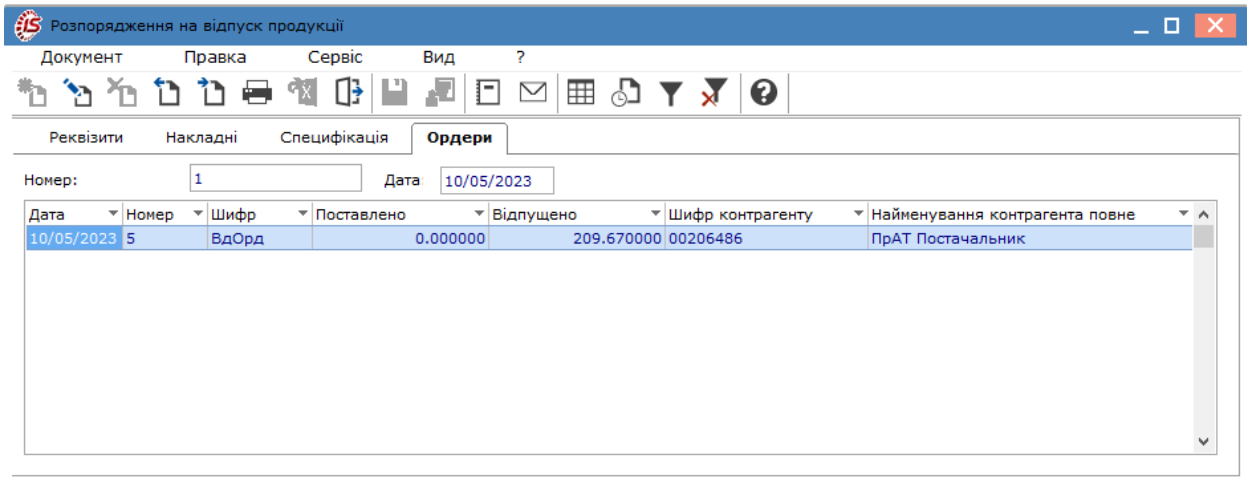 Розпорядження на відпуск продукції
Документ Правка Сервіс Вид ?
Реквізити Накладні Специфікація Ордери
Номер: 1 Дата: 10/05/2023
Дата Номер Шифр Поставлено Відпущено Шифр контрагенту Найменування контрагента повне
10/05/2023 5 ВдОрд 0.000000 209.670000 00206486 ПрАТ Постачальник